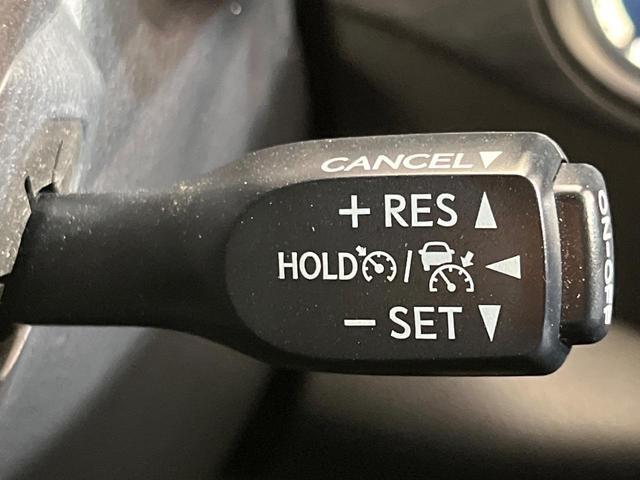 CANCEL▼
+ RES ▲
HOLD / ◀
− SET ▼
ON-OFF